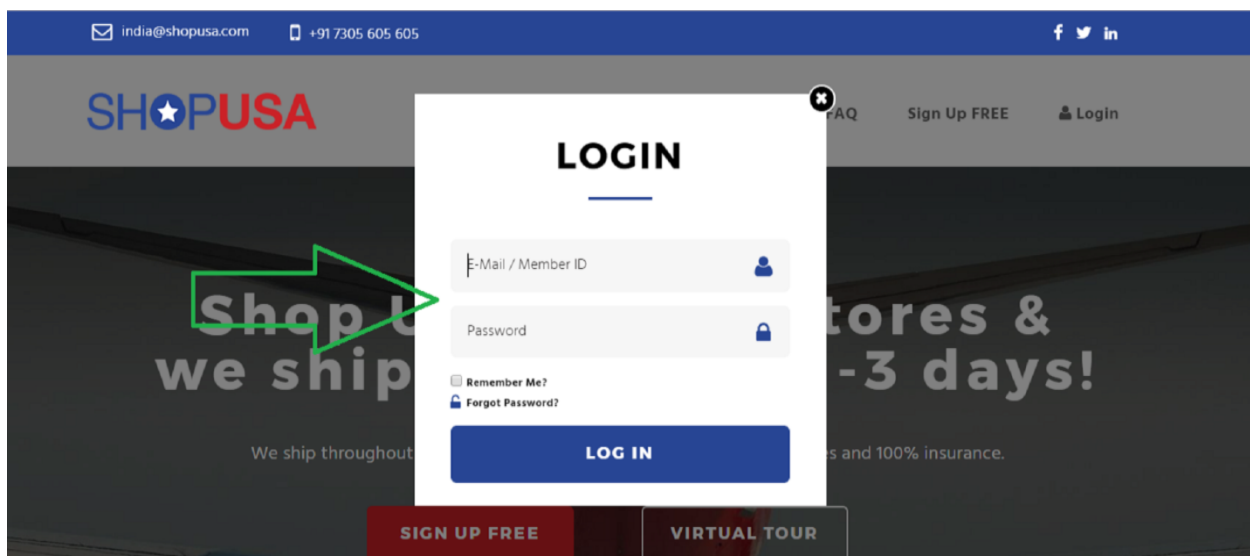 india@shopusa.com +91 7305 605 605
SHOPUSA
FAQ Sign Up FREE Login
LOGIN
E-Mail / Member ID
Password
Remember Me?
Forgot Password?
LOG IN
Shop tores &
we ship -3 days!
We ship throughout and 100% insurance.
SIGN UP FREE VIRTUAL TOUR